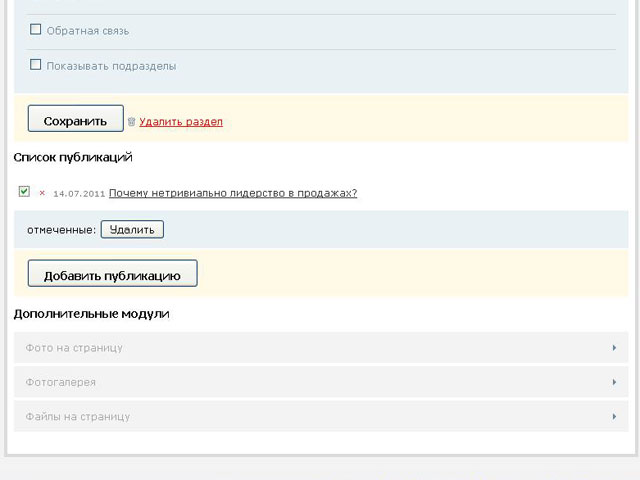 Обратная связь
Показывать подразделы
Сохранить Удалить раздел
Список публикаций
14.07.2011 Почему нетривиально лидерство в продажах?
отмеченные: Удалить
Добавить публикацию
Дополнительные модули
Фото на страницу
Фотогалерея
Файлы на страницу